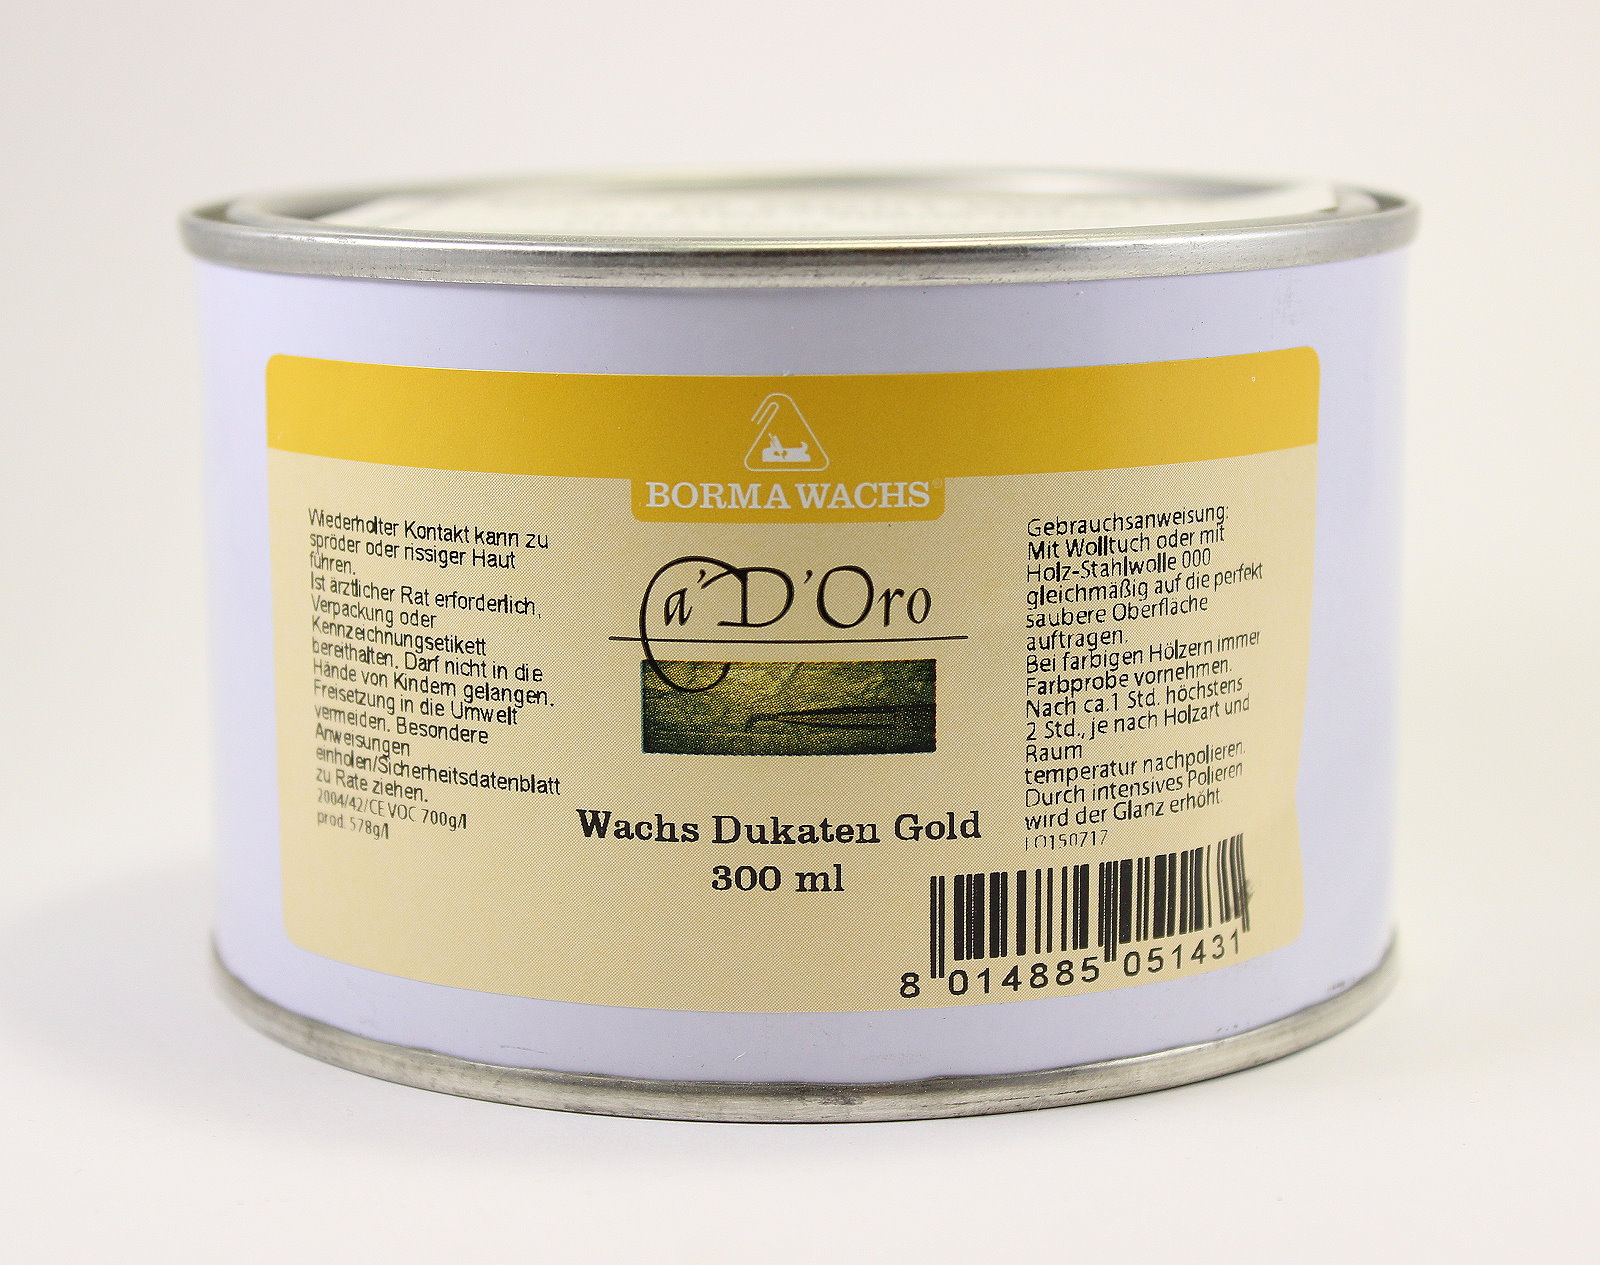 BORMA WACHS®
Ca' D'Oro
Wiederholter Kontakt kann zu
spröder oder rissiger Haut
führen.
Ist ärztlicher Rat erforderlich,
Verpackung oder
Kennzeichnungsetikett
bereithalten. Darf nicht in die
Hände von Kindern gelangen.
Freisetzung in die Umwelt
vermeiden. Besondere
Anweisungen
einholen/Sicherheitsdatenblatt
zu Rate ziehen.
2004/42/CE VOC 700g/l
prod. 578g/l
Wachs Dukaten Gold
300 ml
Gebrauchsanweisung:
Mit Wolltuch oder mit
Holz-Stahlwolle 000
gleichmäßig auf die perfekt
saubere Oberfläche
auftragen.
Bei farbigen Hölzern immer
Farbprobe vornehmen.
Nach ca.1 Std. höchstens
2 Std., je nach Holzart und
Raum
temperatur nachpolieren.
Durch intensives Polieren
wird der Glanz erhöht.
LO150717
8 014885 051431